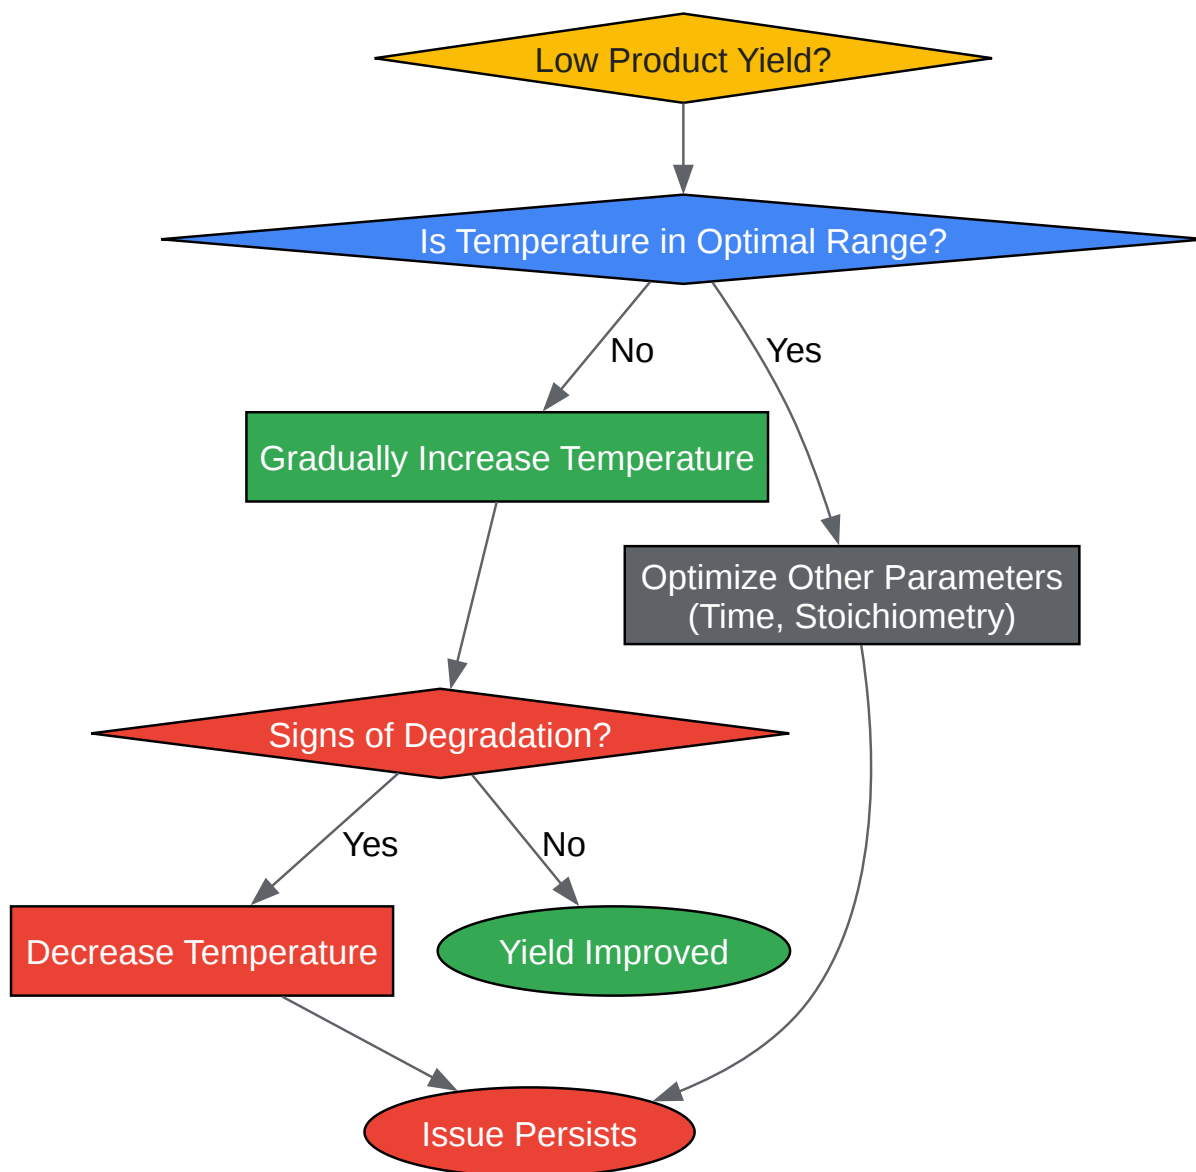 Low Product Yield?
Is Temperature in Optimal Range?
No
Yes
Gradually Increase Temperature
Optimize Other Parameters
(Time, Stoichiometry)
Signs of Degradation?
Yes
No
Decrease Temperature
Yield Improved
Issue Persists